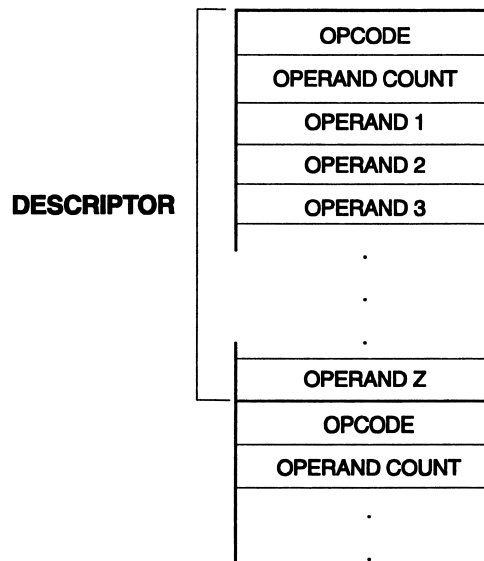 OPCODE
OPERAND COUNT
OPERAND 1
OPERAND 2
DESCRIPTOR
OPERAND 3
.
.
.
OPERAND Z
OPCODE
OPERAND COUNT
.
.